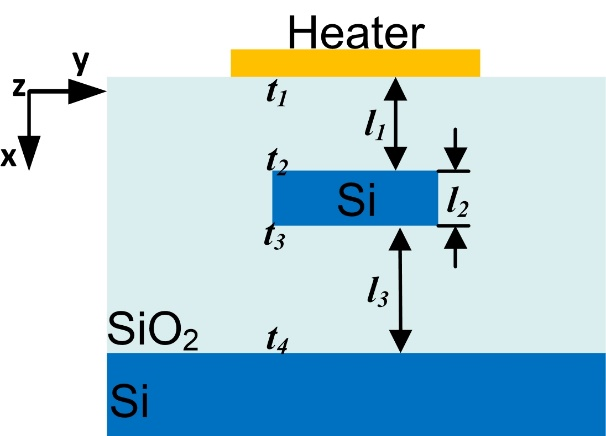 Heater
y
z
x
t₁
l₁
t₂
Si
l₂
t₃
l₃
SiO₂
t₄
Si